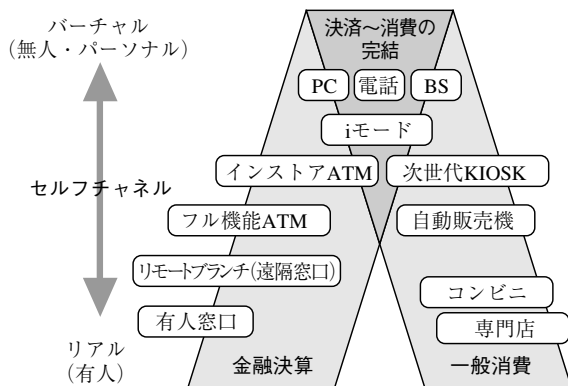 バーチャル
(無人・パーソナル)
決済～消費の
完結
PC
電話
BS
iモード
インストアATM
次世代KIOSK
セルフチャネル
フル機能ATM
自動販売機
リモートブランチ(遠隔窓口)
コンビニ
有人窓口
専門店
リアル
(有人)
金融決算
一般消費